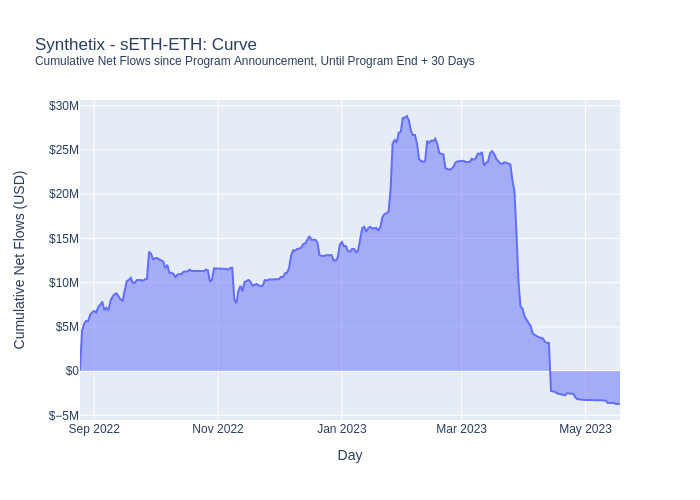 Synthetix - sETH-ETH: Curve
Cumulative Net Flows since Program Announcement, Until Program End + 30 Days
Cumulative Net Flows (USD)
$30M
$25M
$20M
$15M
$10M
$5M
$0
$−5M
Sep 2022
Nov 2022
Jan 2023
Mar 2023
May 2023
Day